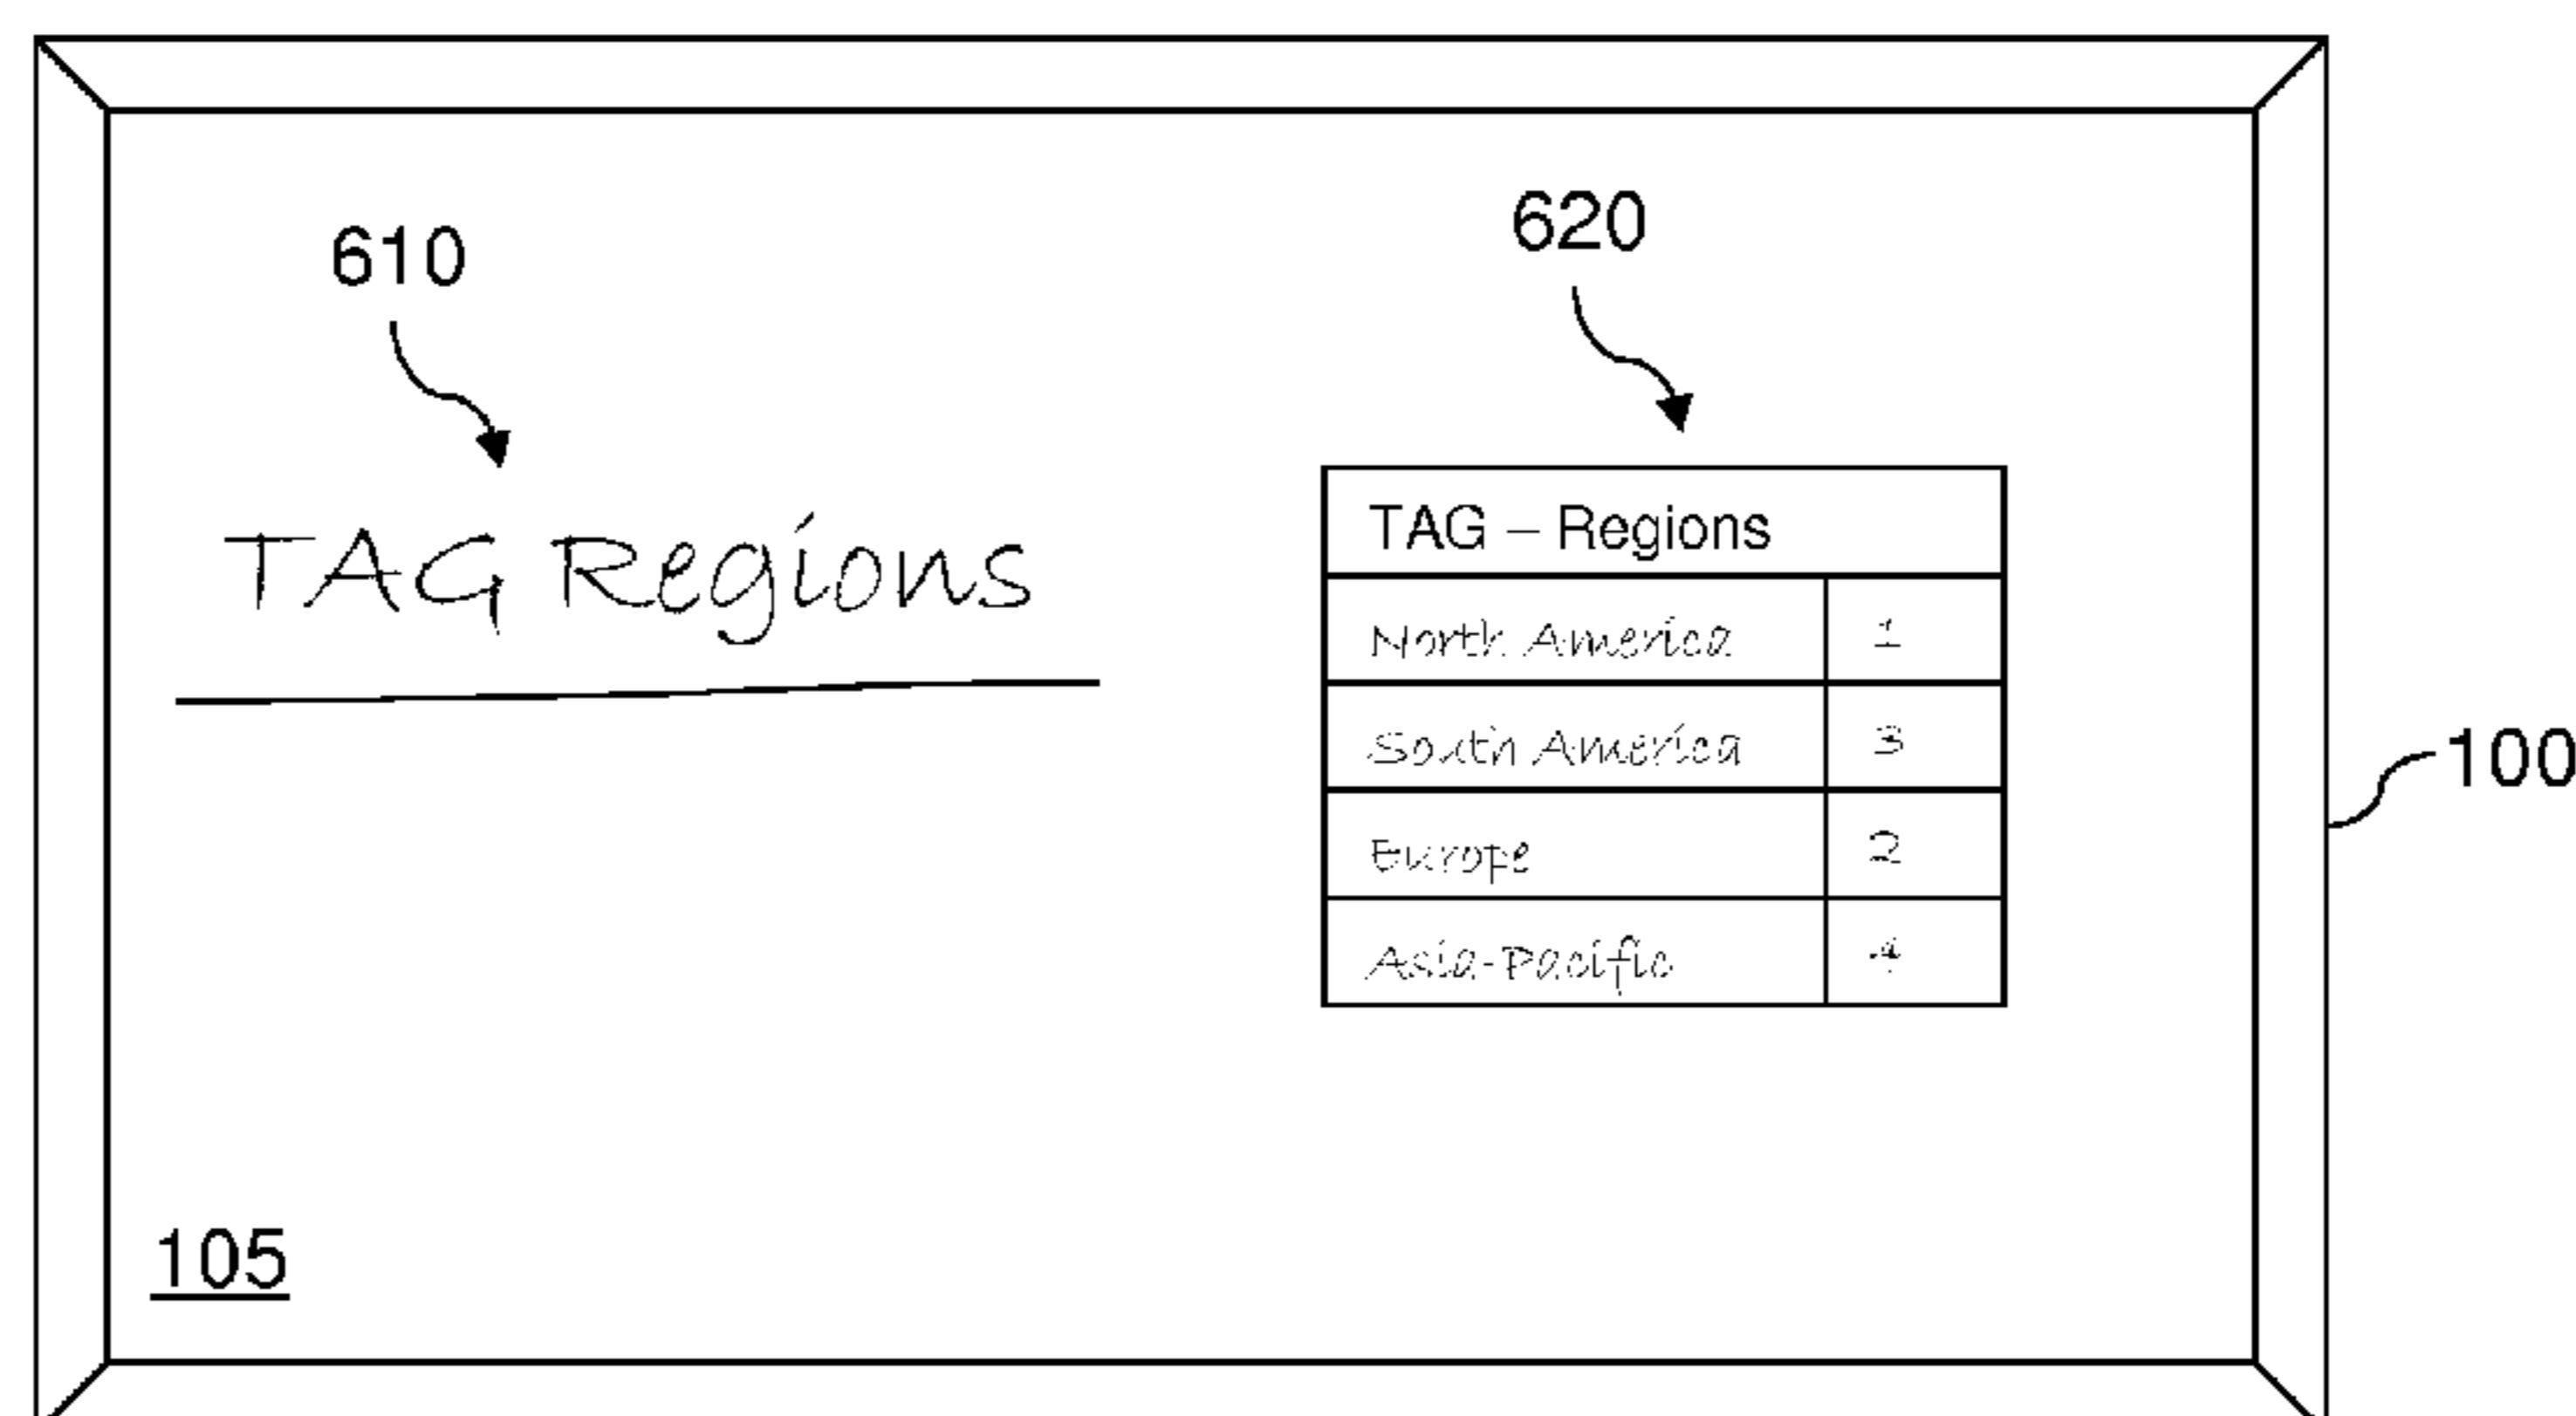 610
620
TAG Regions
TAG – Regions
North America 1
South America 3
Europe 2
Asia-Pacific 4
100
105